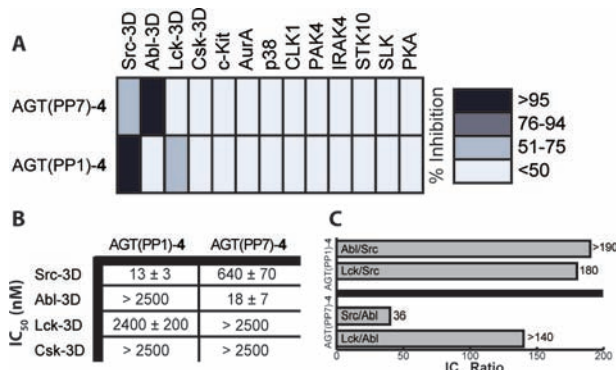 A
Src-3D
Abl-3D
Lck-3D
Csk-3D
c-Kit
AurA
p38
CLK1
PAK4
IRAK4
STK10
SLK
PKA
AGT(PP7)-4
AGT(PP1)-4
% Inhibition
>95
76-94
51-75
<50
B
AGT(PP1)-4 AGT(PP7)-4
IC50 (nM)
Src-3D 13 ± 3 640 ± 70
Abl-3D > 2500 18 ± 7
Lck-3D 2400 ± 200 > 2500
Csk-3D > 2500 > 2500
C
AGT(PP1)-4
Abl/Src >190
Lck/Src 180
AGT(PP7)-4
Src/Abl 36
Lck/Abl >140
0 50 100 150 200
IC Ratio